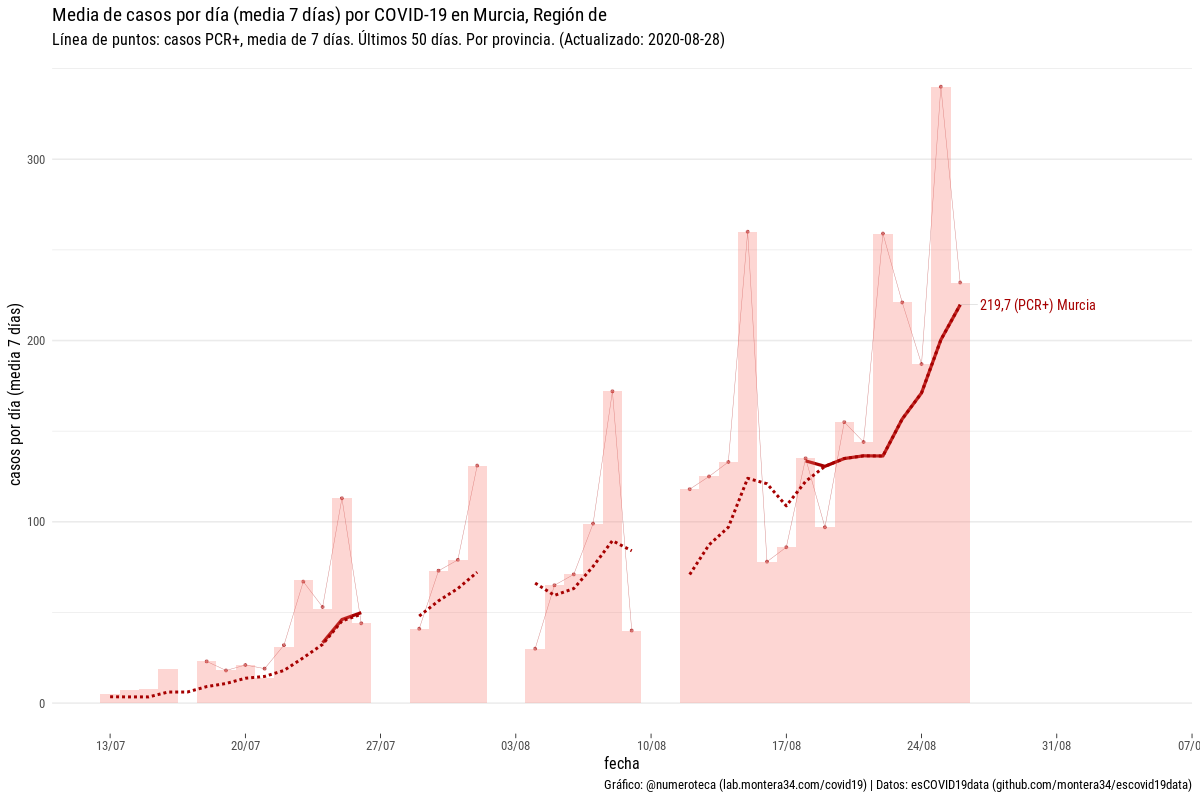 Media de casos por día (media 7 días) por COVID-19 en Murcia, Región de
Línea de puntos: casos PCR+, media de 7 días. Últimos 50 días. Por provincia. (Actualizado: 2020-08-28)
casos por día (media 7 días)
300
200
100
0
219,7 (PCR+) Murcia
13/07
20/07
27/07
03/08
10/08
17/08
24/08
31/08
07/0
fecha
Gráfico: @numeroteca (lab.montera34.com/covid19) | Datos: esCOVID19data (github.com/montera34/escovid19data)